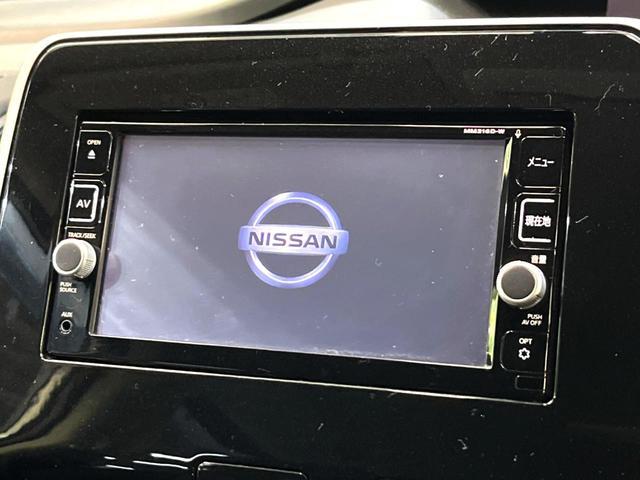 MM316D-W
OPEN
メニュー
AV
現在地
NISSAN
TRACK/SEEK
音量
PUSH
SOURCE
PUSH
AV OFF
AUX
OPT